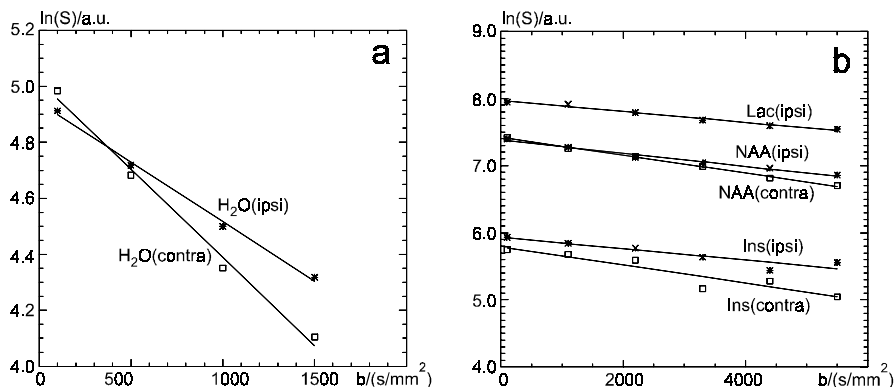 ln(S)/a.u.
5.2
5.0
4.8
4.6
4.4
4.2
4.0
0 500 1000 1500 b/(s/mm²)
a
H₂O(ipsi)
H₂O(contra)
ln(S)/a.u.
9.0
8.0
7.0
6.0
5.0
4.0
0 2000 4000 b/(s/mm²)
b
Lac(ipsi)
NAA(ipsi)
NAA(contra)
Ins(ipsi)
Ins(contra)